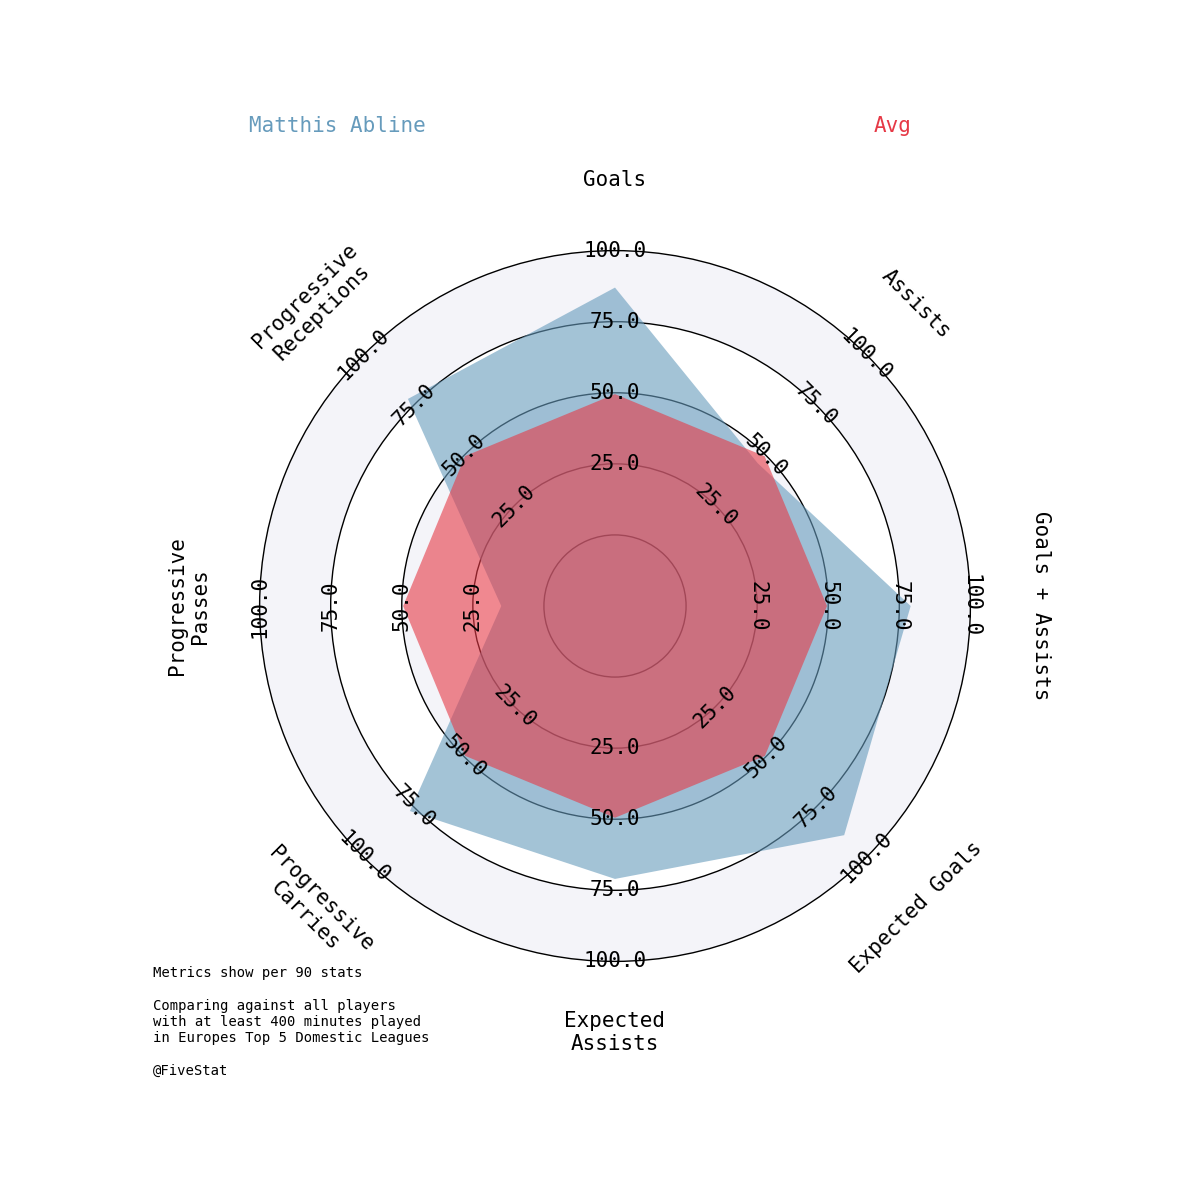 Matthis Abline
Avg
Goals
Assists
Goals + Assists
Expected Goals
Expected
Assists
Progressive
Carries
Progressive
Passes
Progressive
Receptions
25.0
50.0
75.0
100.0
25.0
50.0
75.0
100.0
25.0
50.0
75.0
100.0
25.0
50.0
75.0
100.0
25.0
50.0
75.0
100.0
25.0
50.0
75.0
100.0
25.0
50.0
75.0
100.0
25.0
50.0
75.0
100.0
Metrics show per 90 stats
Comparing against all players
with at least 400 minutes played
in Europes Top 5 Domestic Leagues
@FiveStat